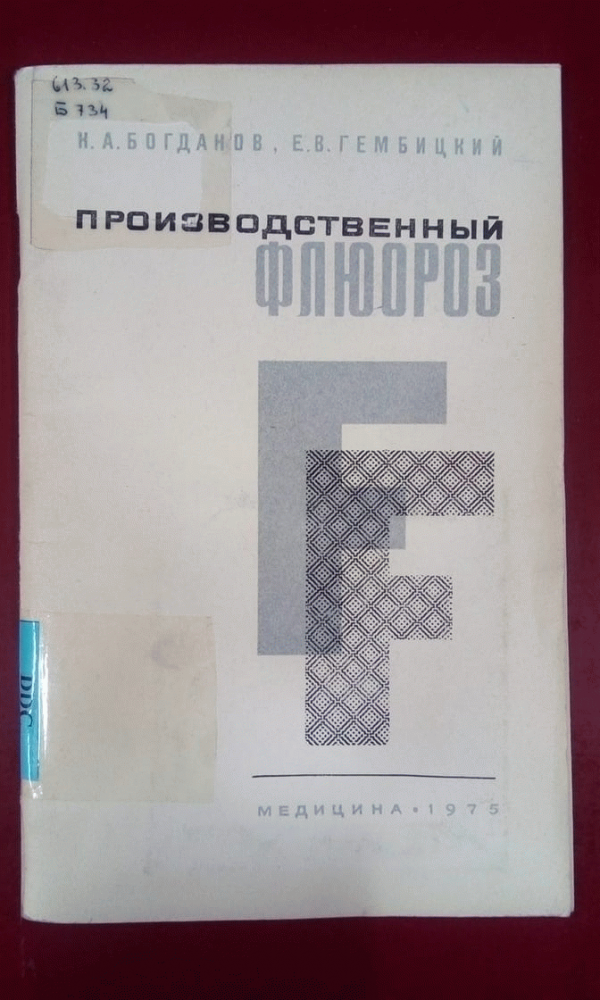 613.32
Б 734
Н.А.БОГДАНОВ, Е.В.ГЕМБИЦКИЙ
ПРОИЗВОДСТВЕННЫЙ
ФЛЮОРОЗ
F
F
МЕДИЦИНА • 1975